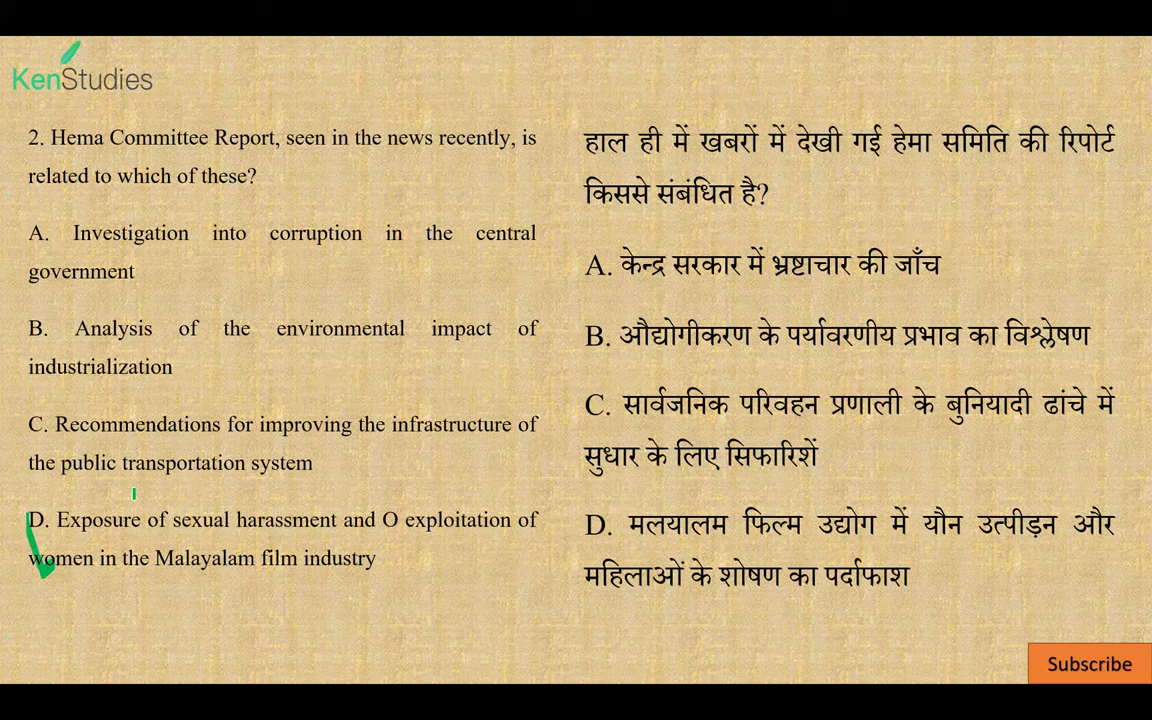 KenStudies
2. Hema Committee Report, seen in the news recently, is
related to which of these?
A. Investigation into corruption in the central
government
B. Analysis of the environmental impact of
industrialization
C. Recommendations for improving the infrastructure of
the public transportation system
D. Exposure of sexual harassment and O exploitation of
women in the Malayalam film industry
हाल ही में खबरों में देखी गई हेमा समिति की रिपोर्ट
किससे संबंधित है?
A. केन्द्र सरकार में भ्रष्टाचार की जाँच
B. औद्योगीकरण के पर्यावरणीय प्रभाव का विश्लेषण
C. सार्वजनिक परिवहन प्रणाली के बुनियादी ढांचे में
सुधार के लिए सिफारिशें
D. मलयालम फिल्म उद्योग में यौन उत्पीड़न और
महिलाओं के शोषण का पर्दाफाश
Subscribe